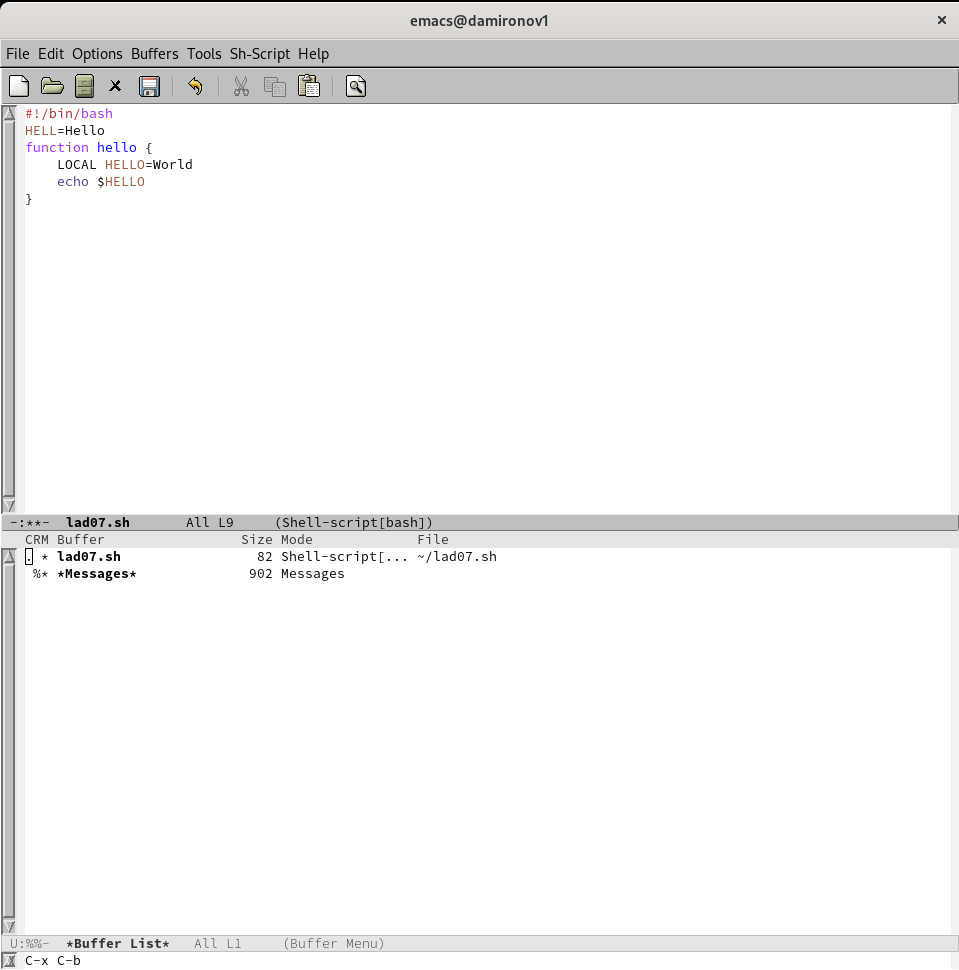 emacs@damironov1 ×
File Edit Options Buffers Tools Sh-Script Help
#!/bin/bash
HELL=Hello
function hello {
    LOCAL HELLO=World
    echo $HELLO
}
-:**-  lad07.sh       All L9     (Shell-script[bash])
CRM Buffer                 Size Mode             File
. * lad07.sh                 82 Shell-script[... ~/lad07.sh
 %* *Messages*              902 Messages
U:%%-  *Buffer List*   All L1     (Buffer Menu)
C-x C-b